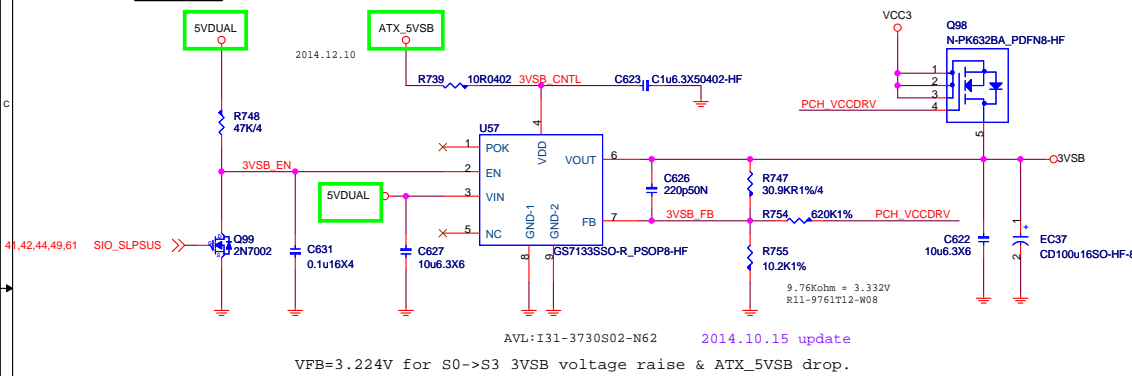 5VDUAL
ATX_5VSB
VCC3
Q98
N-PK632BA_PDFN8-HF
2014.12.10
R739
10R0402
3VSB_CNTL
C623
C1u6.3X50402-HF
1
2
3
4
5
PCH_VCCDRV
C
R748
47K/4
U57
4
VDD
1
POK
VOUT
6
3VSB
3VSB_EN
2
EN
C626
220p50N
R747
30.9KR1%/4
5VDUAL
3
VIN
FB
7
3VSB_FB
R754
620K1%
PCH_VCCDRV
5
NC
GND-1
GND-2
8
9
GS7133SSO-R_PSOP8-HF
41,42,44,49,61
SIO_SLPSUS
Q99
2N7002
C631
0.1u16X4
C627
10u6.3X6
R755
10.2K1%
C622
10u6.3X6
1
+
2
EC37
CD100u16SO-HF-8
9.76Kohm = 3.332V
R11-9761T12-W08
AVL:I31-3730S02-N62
2014.10.15 update
VFB=3.224V for S0->S3 3VSB voltage raise & ATX_5VSB drop.